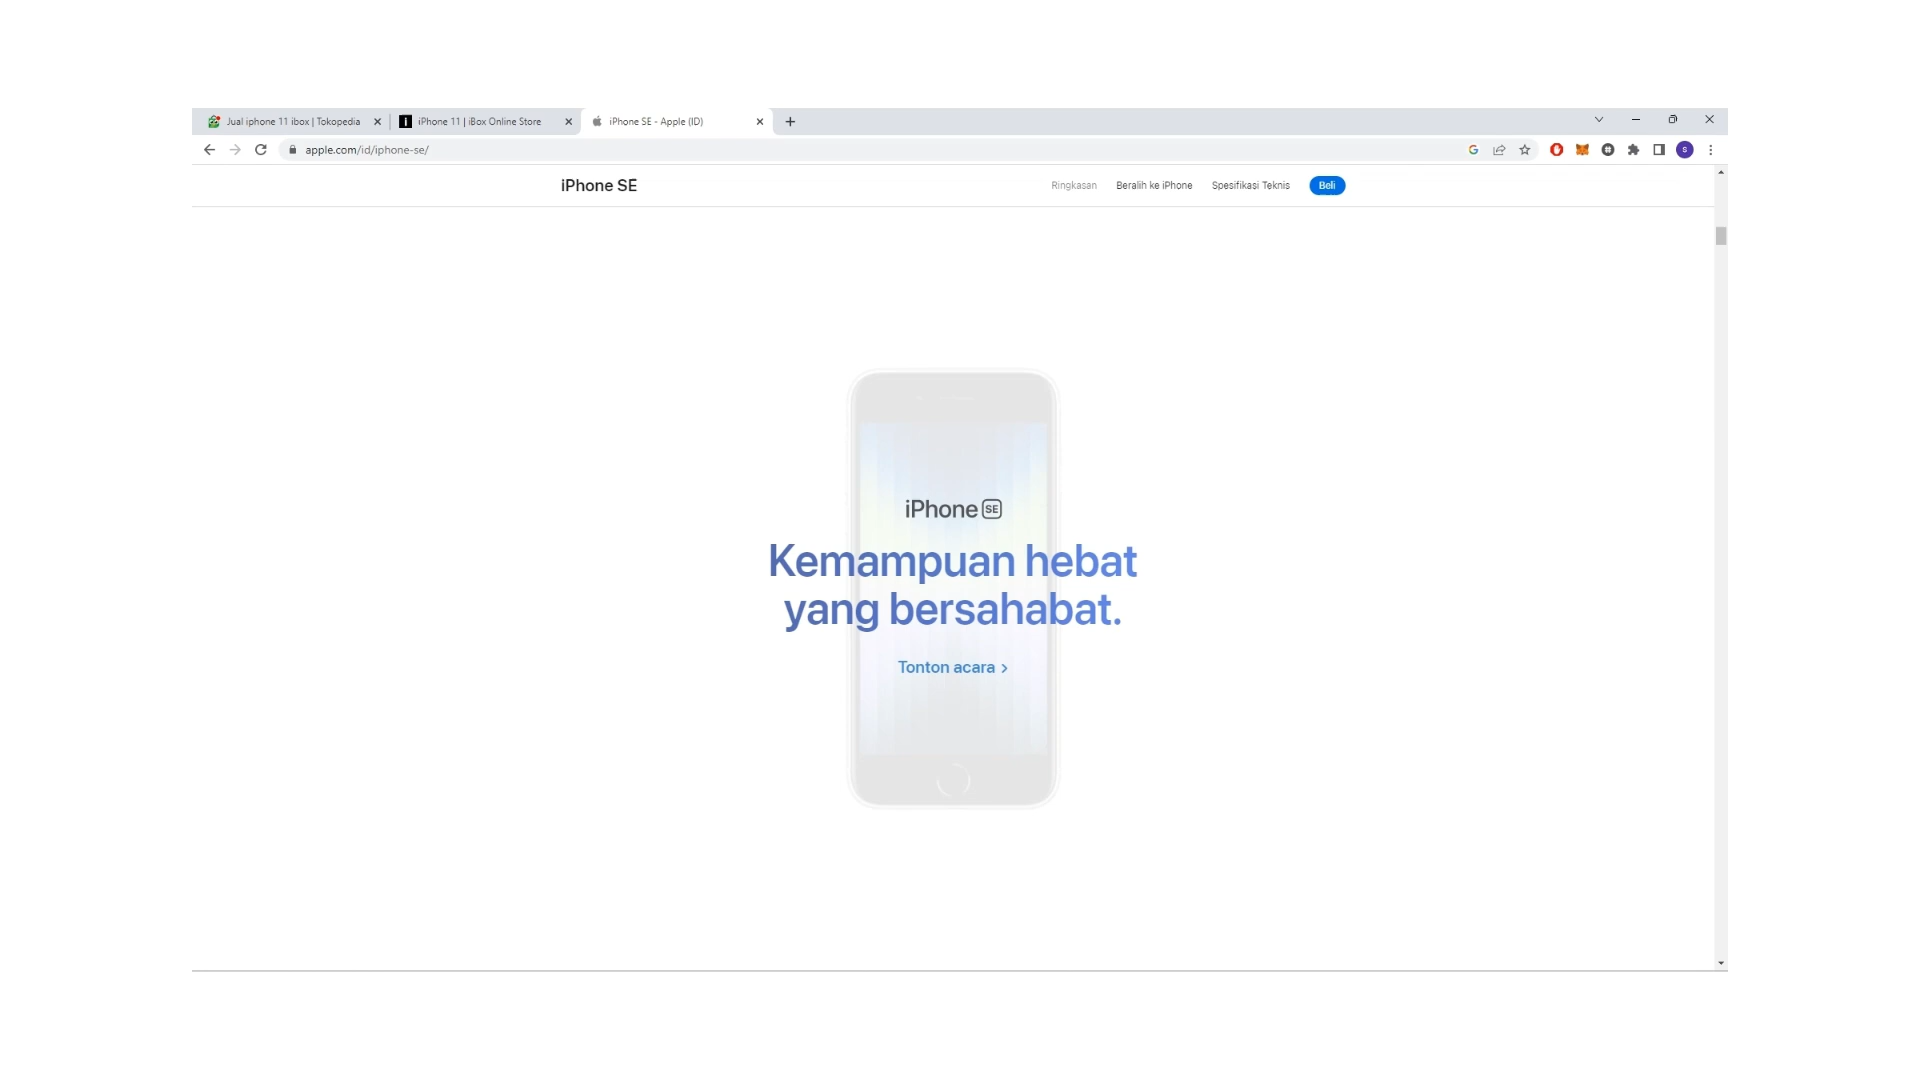 Jual iphone 11 ibox | Tokopedia
iPhone 11 | iBox Online Store
iPhone SE - Apple (ID)
apple.com/id/iphone-se/
S
iPhone SE
Ringkasan
Beralih ke iPhone
Spesifikasi Teknis
Beli
iPhone SE
Kemampuan hebat
yang bersahabat.
Tonton acara >